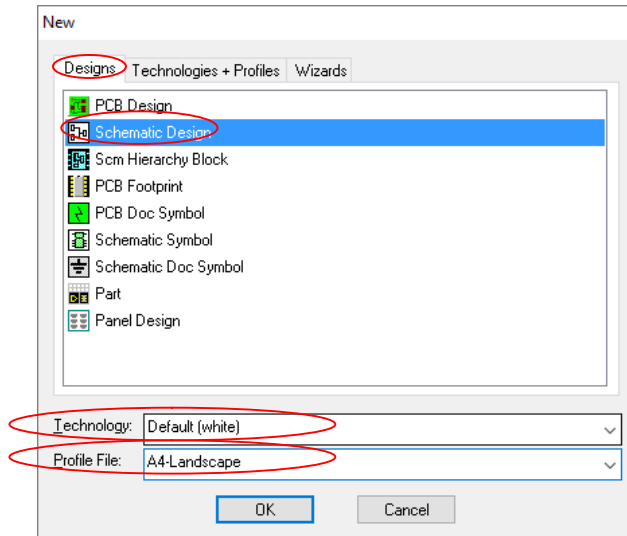 New
Designs Technologies + Profiles Wizards
PCB Design
Schematic Design
Scm Hierarchy Block
PCB Footprint
PCB Doc Symbol
Schematic Symbol
Schematic Doc Symbol
Part
Panel Design
Technology: Default (white)
Profile File: A4-Landscape
OK Cancel